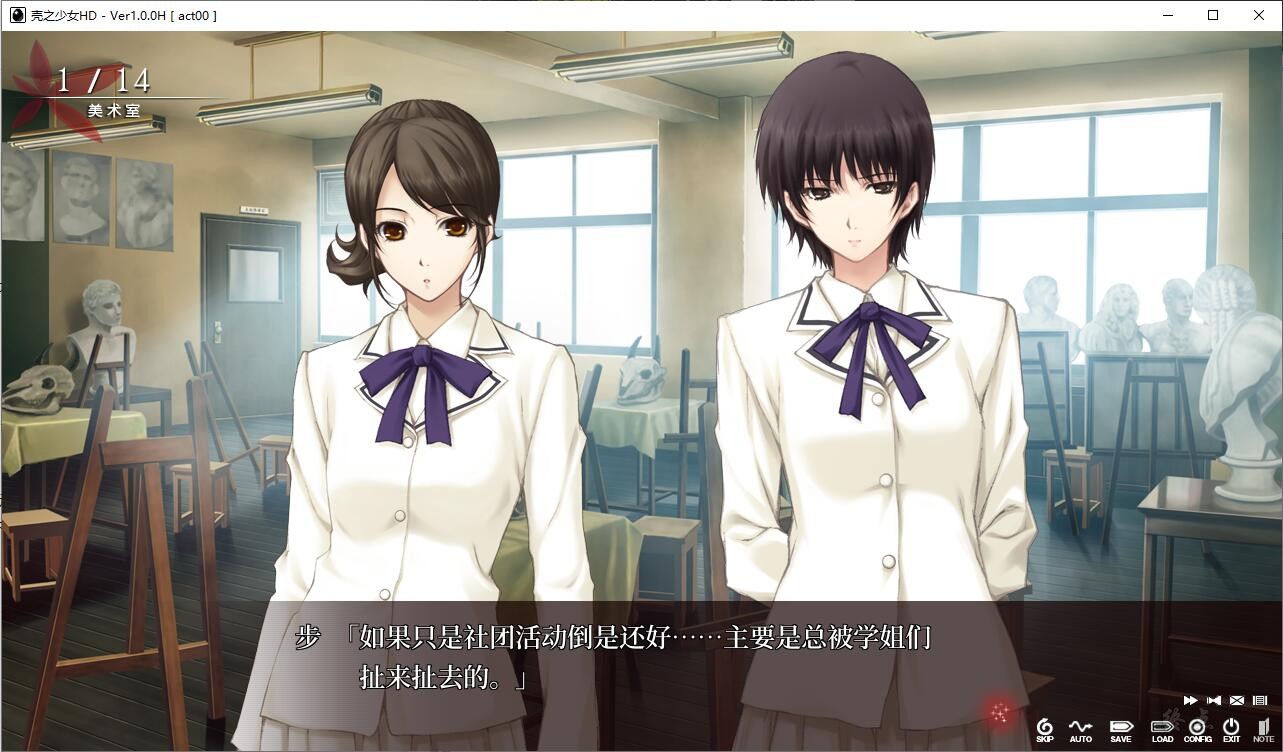 壳之少女HD - Ver1.0.0H [ act00 ]
1 / 14
美术室
步 「如果只是社团活动倒是还好……主要是总被学姐们
扯来扯去的。」
SKIP AUTO SAVE LOAD CONFIG EXIT NOTE